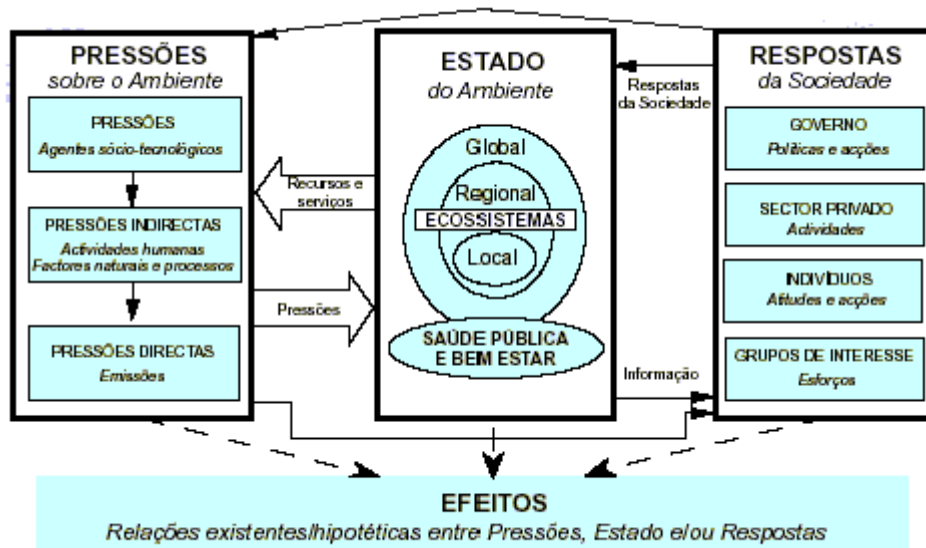 PRESSÕES
sobre o Ambiente
PRESSÕES
Agentes sócio-tecnológicos
PRESSÕES INDIRECTAS
Actividades humanas
Factores naturais e processos
PRESSÕES DIRECTAS
Emissões
Recursos e
serviços
Pressões
ESTADO
do Ambiente
Global
Regional
ECOSSISTEMAS
Local
SAÚDE PÚBLICA
E BEM ESTAR
Respostas
da Sociedade
Informação
RESPOSTAS
da Sociedade
GOVERNO
Políticas e acções
SECTOR PRIVADO
Actividades
INDIVÍDUOS
Atitudes e acções
GRUPOS DE INTERESSE
Esforços
EFEITOS
Relações existentes/hipotéticas entre Pressões, Estado e/ou Respostas